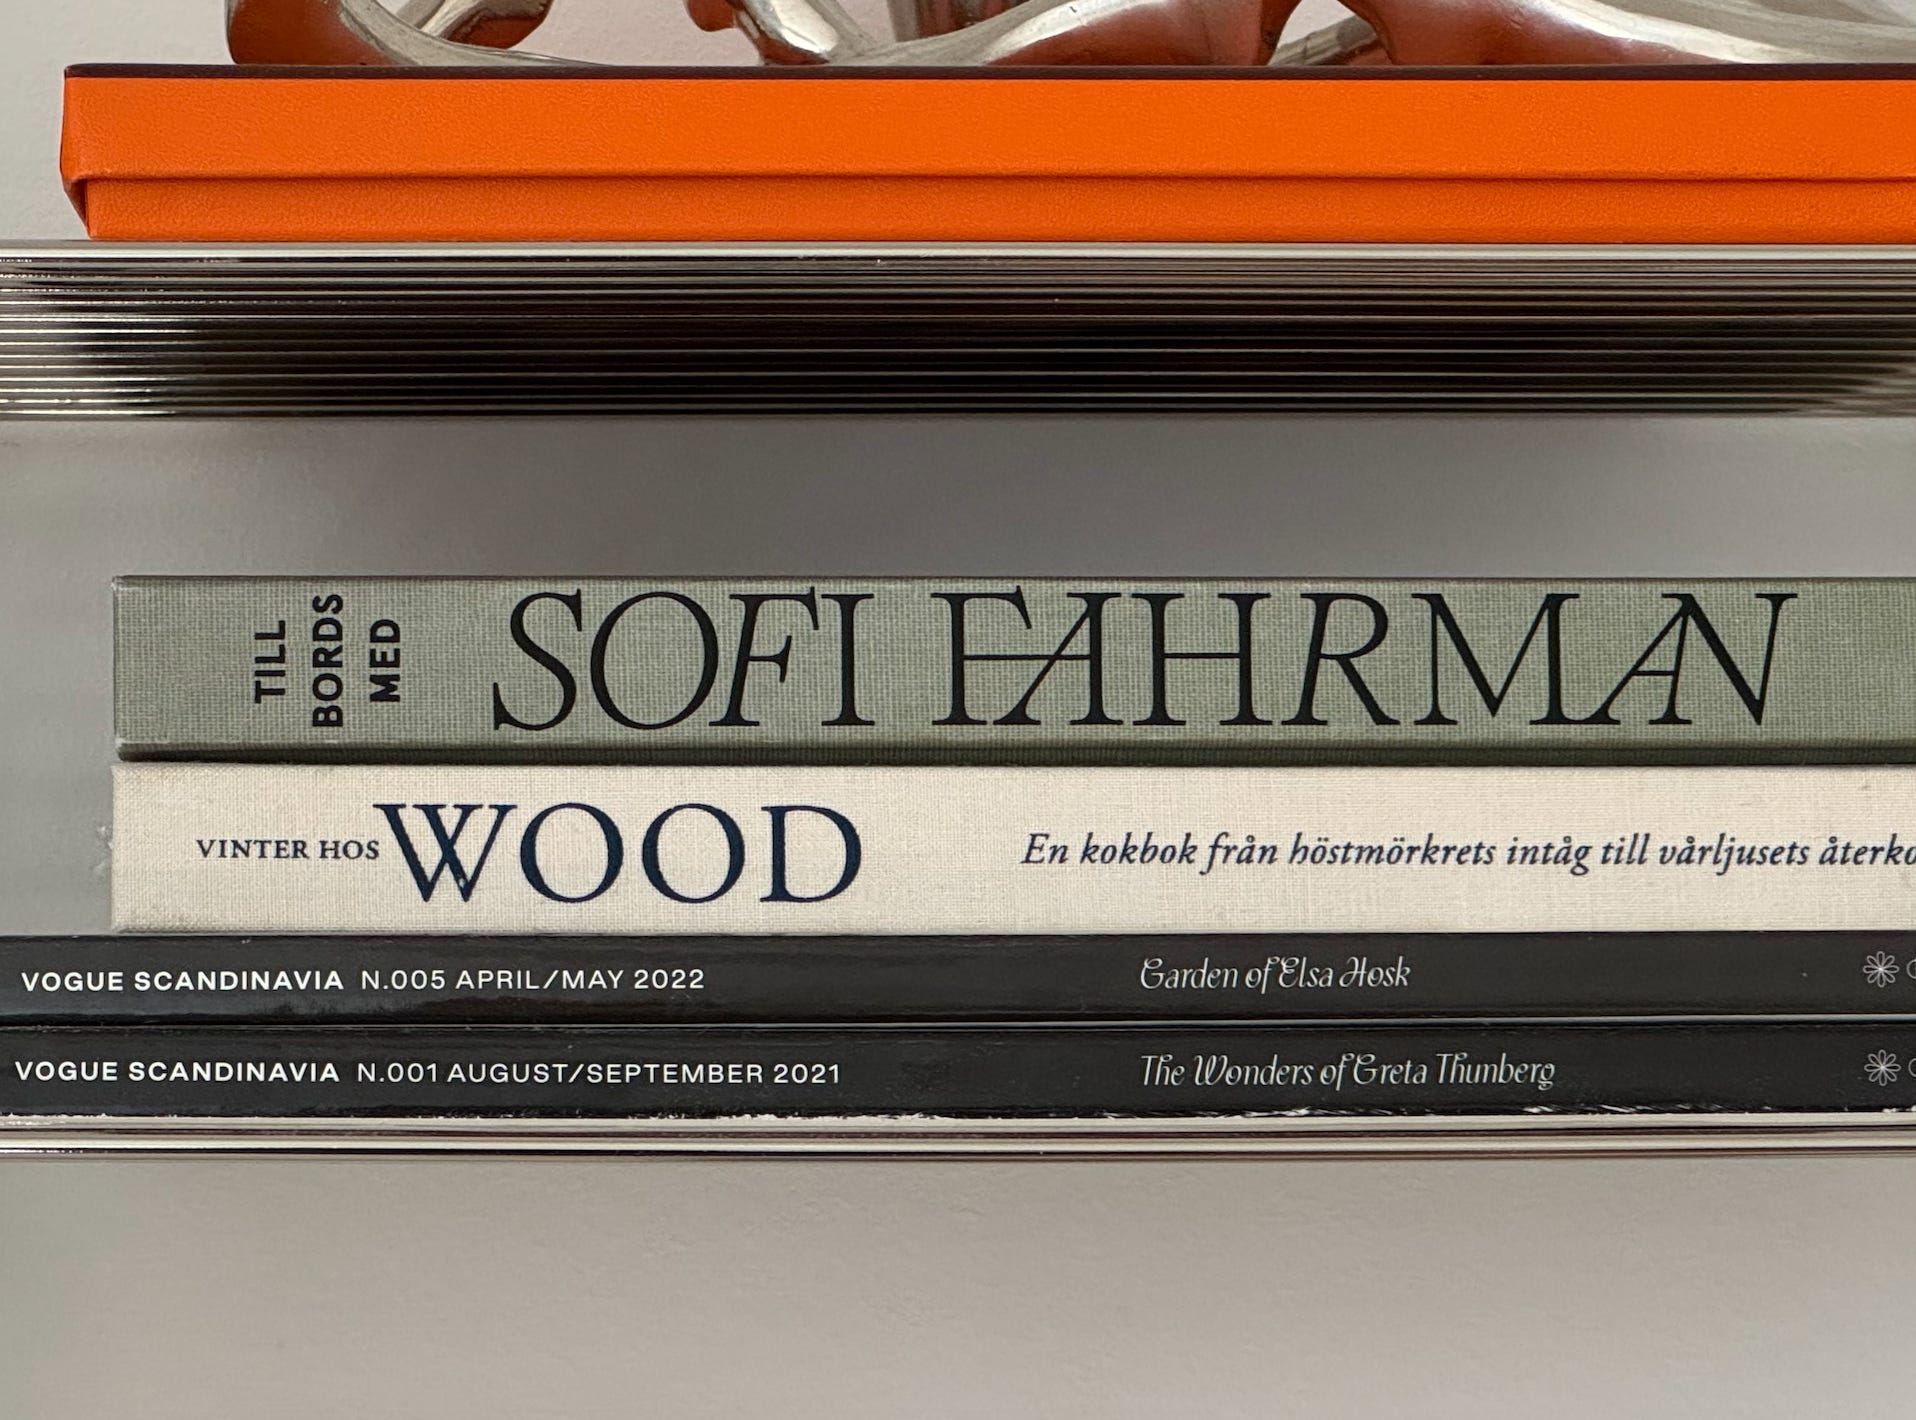 TILL
BORDS
MED
SOFI FAHRMAN
VINTER HOS WOOD
En kokbok från höstmörkrets intåg till vårljusets
VOGUE SCANDINAVIA N.005 APRIL/MAY 2022
Garden of Elsa Hosk
VOGUE SCANDINAVIA N.001 AUGUST/SEPTEMBER 2021
The Wonders of Greta Thunberg